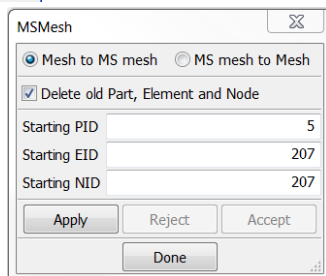 MSMesh
Mesh to MS mesh MS mesh to Mesh
Delete old Part, Element and Node
Starting PID 5
Starting EID 207
Starting NID 207
Apply Reject Accept
Done